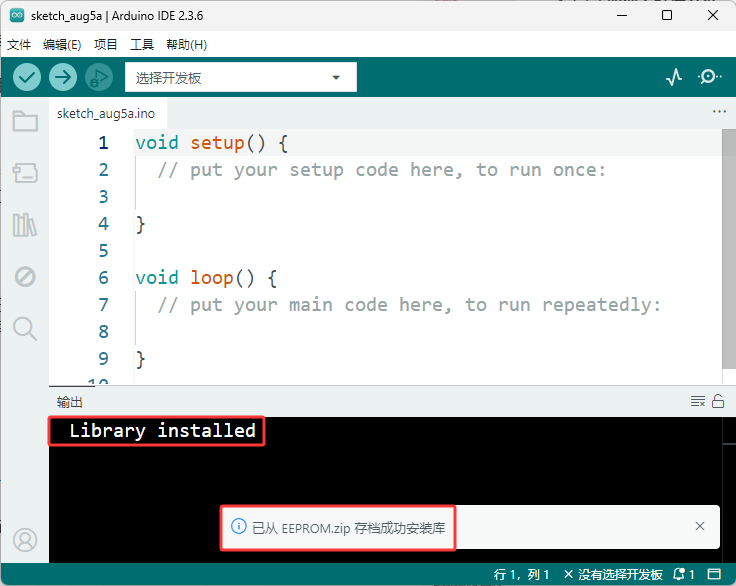 sketch_aug5a | Arduino IDE 2.3.6
文件 编辑(E) 项目 工具 帮助(H)
选择开发板
sketch_aug5a.ino
1 void setup() {
2 // put your setup code here, to run once:
3
4 }
5
6 void loop() {
7 // put your main code here, to run repeatedly:
8
9 }
10
输出
Library installed
已从 EEPROM.zip 存档成功安装库
行 1，列 1 × 没有选择开发板 1